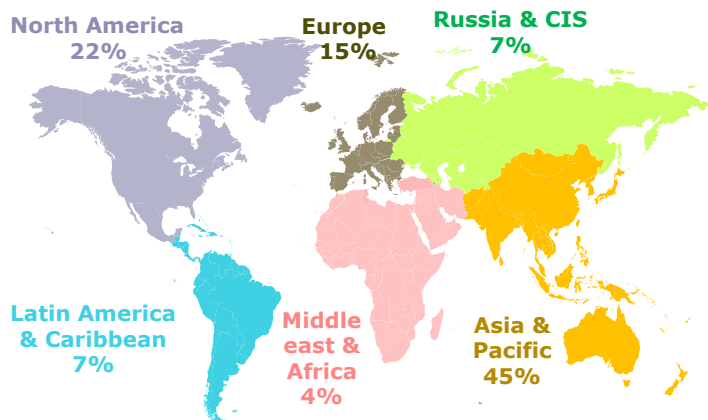 North America
22%
Europe
15%
Russia & CIS
7%
Latin America
& Caribbean
7%
Middle
east &
Africa
4%
Asia &
Pacific
45%